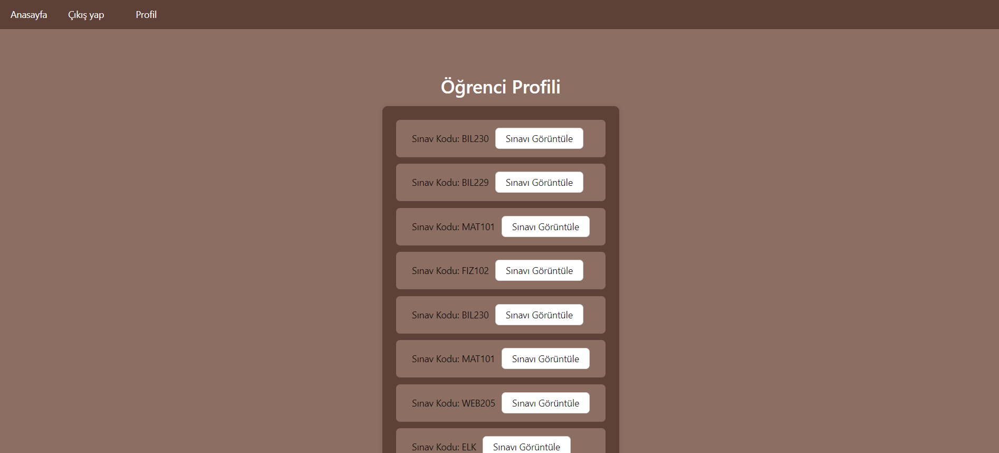 Anasayfa Çıkış yap Profil
Öğrenci Profili
Sınav Kodu: BIL230 Sınavı Görüntüle
Sınav Kodu: BIL229 Sınavı Görüntüle
Sınav Kodu: MAT101 Sınavı Görüntüle
Sınav Kodu: FIZ102 Sınavı Görüntüle
Sınav Kodu: BIL230 Sınavı Görüntüle
Sınav Kodu: MAT101 Sınavı Görüntüle
Sınav Kodu: WEB205 Sınavı Görüntüle
Sınav Kodu: ELK Sınavı Görüntüle